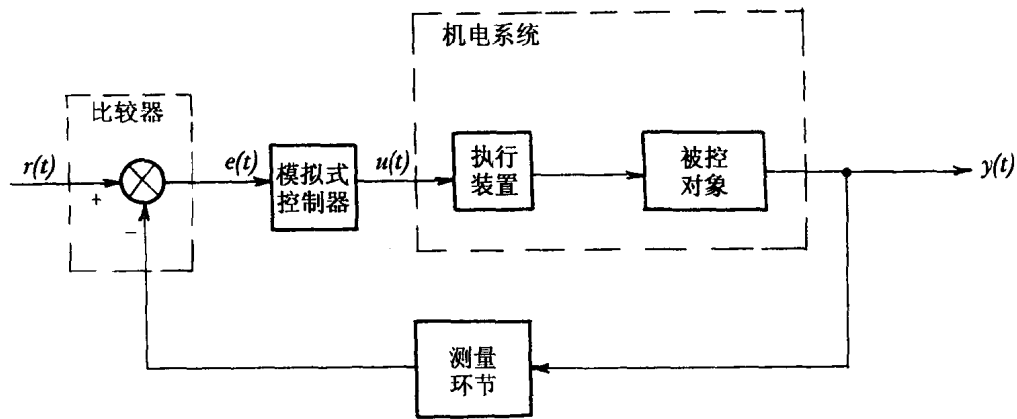 机电系统
比较器
r(t)
+
−
e(t)
模拟式
控制器
u(t)
执行
装置
被控
对象
y(t)
测量
环节